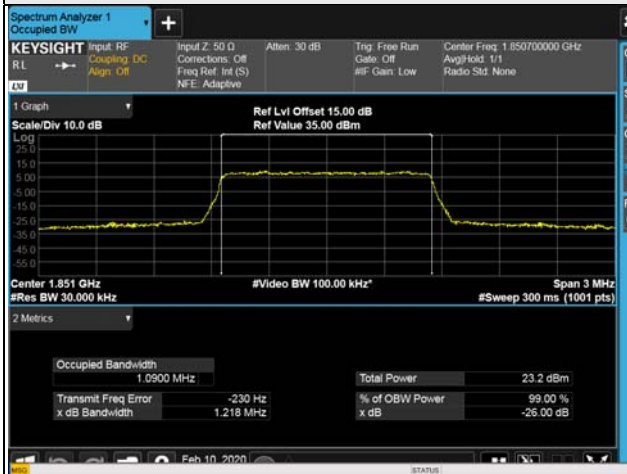 Spectrum Analyzer 1
Occupied BW
KEYSIGHT Input: RF Input Z: 50 Ω Atten: 30 dB Trig: Free Run Center Freq: 1.850700000 GHz
RL Coupling: DC Corrections: Off Gate: Off Avg|Hold: 1/1
Align: Off Freq Ref: Int (S) #IF Gain: Low Radio Std: None
NFE: Adaptive
LXI
1 Graph
Ref Lvl Offset 15.00 dB
Scale/Div 10.0 dB Ref Value 35.00 dBm
Log
25.0
15.0
5.00
-5.00
-15.0
-25.0
-35.0
-45.0
-55.0
Center 1.851 GHz #Video BW 100.00 kHz* Span 3 MHz
#Res BW 30.000 kHz #Sweep 300 ms (1001 pts)
2 Metrics
Occupied Bandwidth
1.0900 MHz Total Power 23.2 dBm
Transmit Freq Error -230 Hz % of OBW Power 99.00 %
x dB Bandwidth 1.218 MHz x dB -26.00 dB
Feb 10, 2020
MSG STATUS